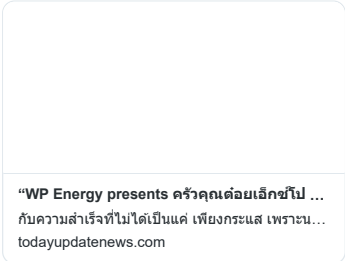 “WP Energy presents ครัวคุณต๋อยเอ็กซ์โป ...
กับความสำเร็จที่ไม่ได้เป็นแค่ เพียงกระแส เพราะน...
todayupdatenews.com